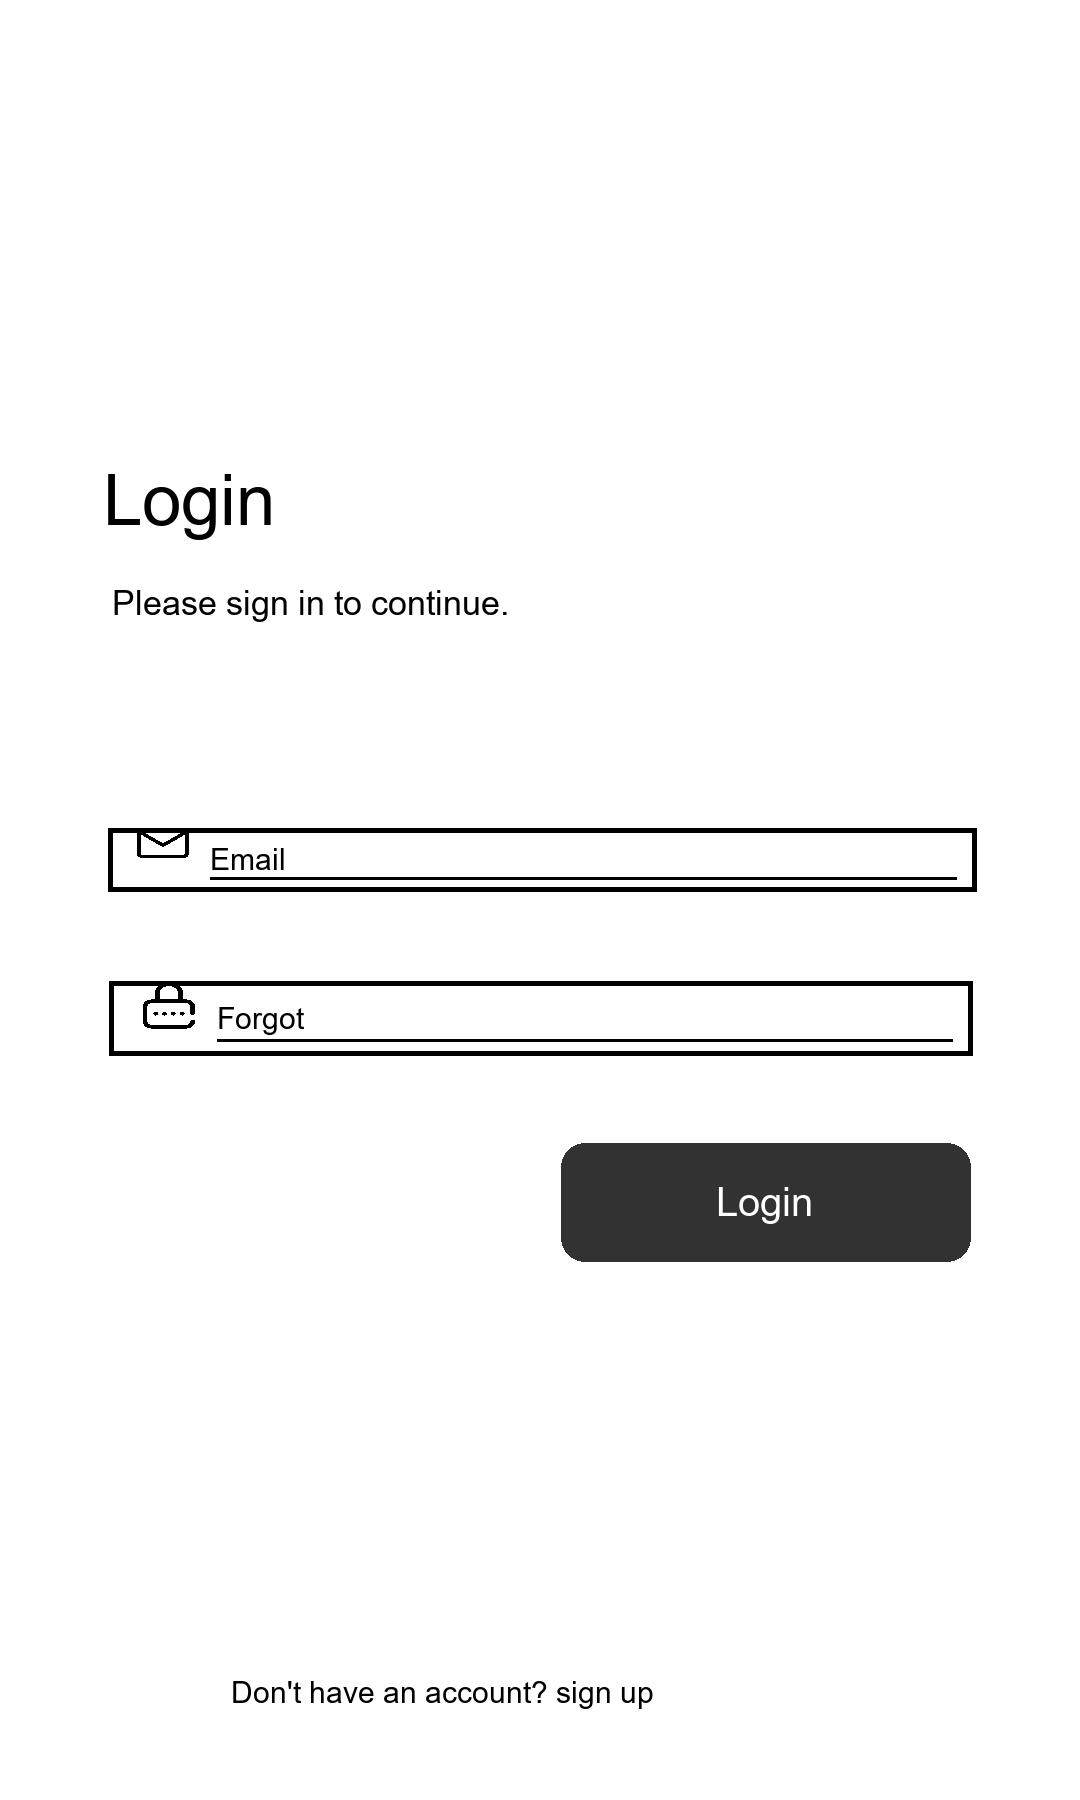 Login
Please sign in to continue.
Email
Forgot
Login
Don't have an account? sign up